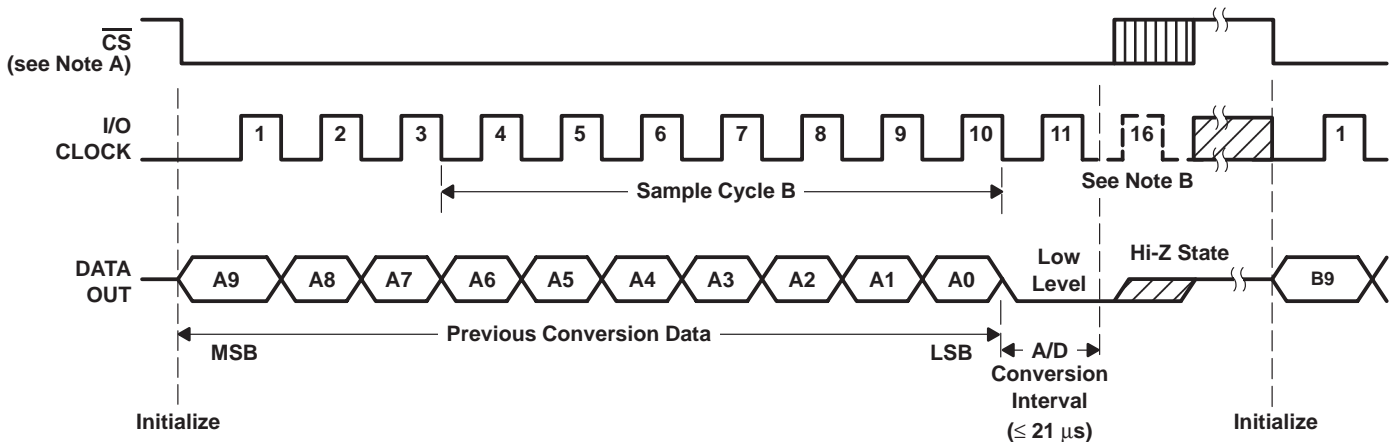 CS
(see Note A)
I/O
CLOCK
1 2 3 4 5 6 7 8 9 10 11 16 1
See Note B
Sample Cycle B
DATA
OUT
A9 A8 A7 A6 A5 A4 A3 A2 A1 A0
Low
Level
Hi-Z State
B9
Previous Conversion Data
MSB
LSB
A/D
Conversion
Interval
(≤ 21 μs)
Initialize
Initialize